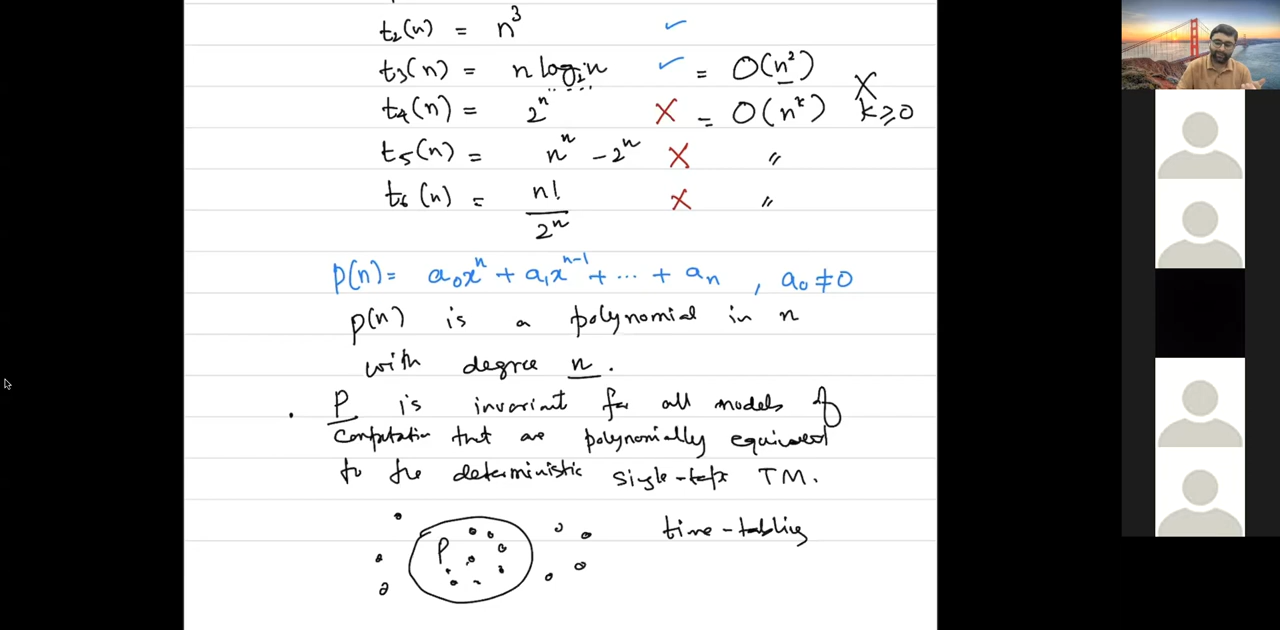 t₂(n) = n³ ✓
t₃(n) = n log₂n ✓ = O(n²)
t₄(n) = 2ⁿ X = O(nᵏ) X k ≥ 0
t₅(n) = nⁿ - 2ⁿ X "
t₆(n) = n!/2ⁿ X "
p(n) = a₀xⁿ + a₁xⁿ⁻¹ + ... + aₙ , a₀ ≠ 0
p(n) is a polynomial in n
with degree n.
. P is invariant for all models of
computation that are polynomially equivalent
to the deterministic single-tape TM.
time-tabling
P